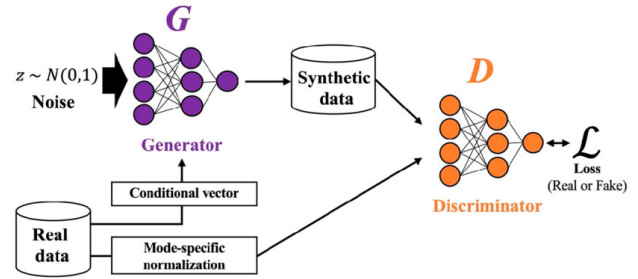 G
z ~ N(0,1)
Noise
Generator
Synthetic
data
D
Discriminator
ℒ
Loss
(Real or Fake)
Conditional vector
Real
data
Mode-specific
normalization